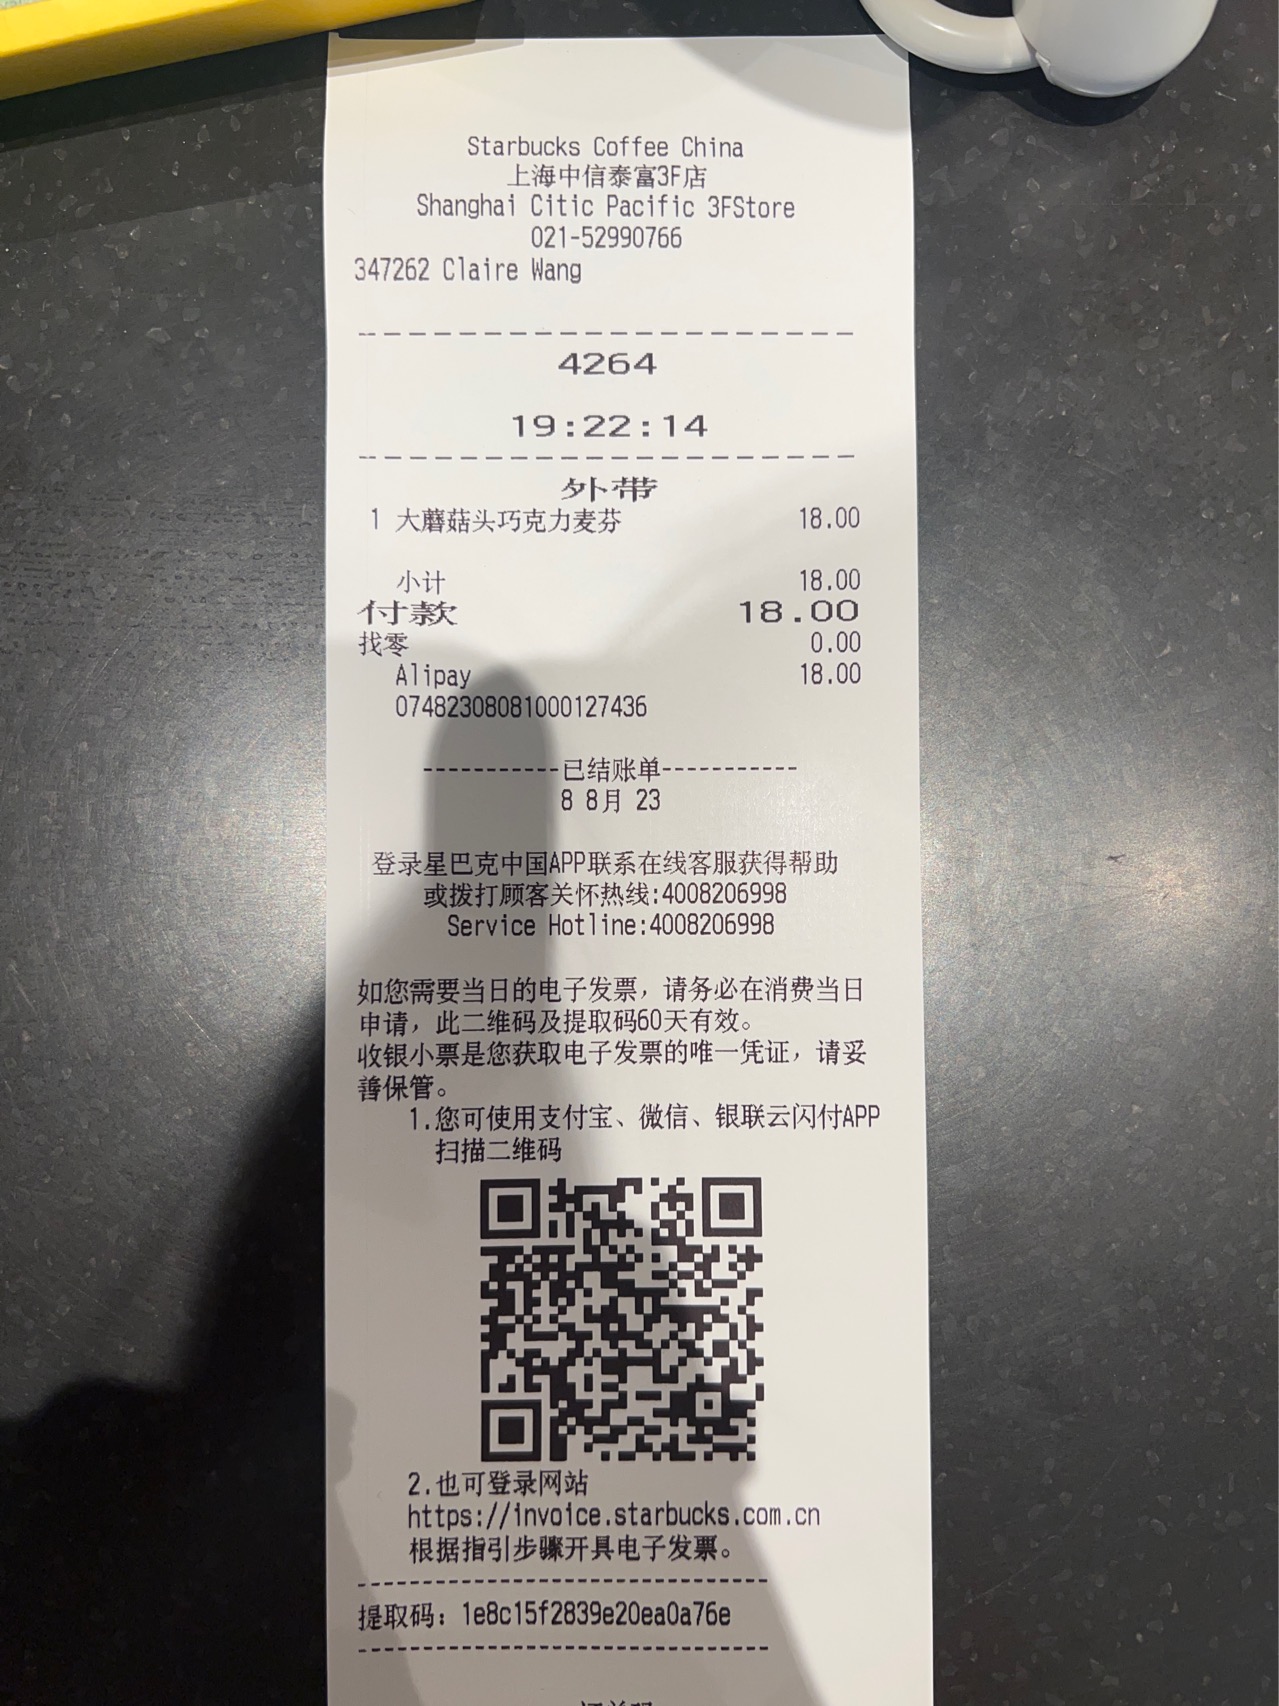 Starbucks Coffee China
上海中信泰富3F店
Shanghai Citic Pacific 3FStore
021-52990766
347262 Claire Wang
4264
19:22:14
外带
1 大蘑菇头巧克力麦芬 18.00
小计 18.00
付款 18.00
找零 0.00
Alipay 18.00
07482308081000127436
-----------已结账单-----------
8 8月 23
登录星巴克中国APP联系在线客服获得帮助
或拨打顾客关怀热线:4008206998
Service Hotline:4008206998
如您需要当日的电子发票，请务必在消费当日
申请，此二维码及提取码60天有效。
收银小票是您获取电子发票的唯一凭证，请妥
善保管。
1.您可使用支付宝、微信、银联云闪付APP
扫描二维码
2.也可登录网站
https://invoice.starbucks.com.cn
根据指引步骤开具电子发票。
提取码：1e8c15f2839e20ea0a76e